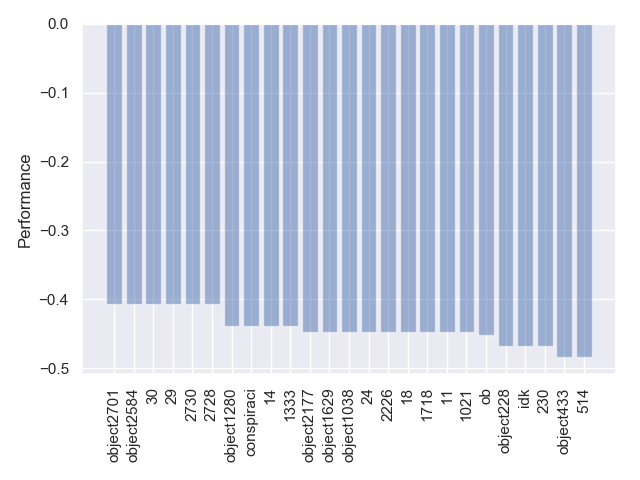 0.0
−0.1
−0.2
−0.3
−0.4
−0.5
Performance
object2701
object2584
30
29
2730
2728
object1280
conspiraci
14
1333
object2177
object1629
object1038
24
2226
18
1718
11
1021
ob
object228
idk
230
object433
514